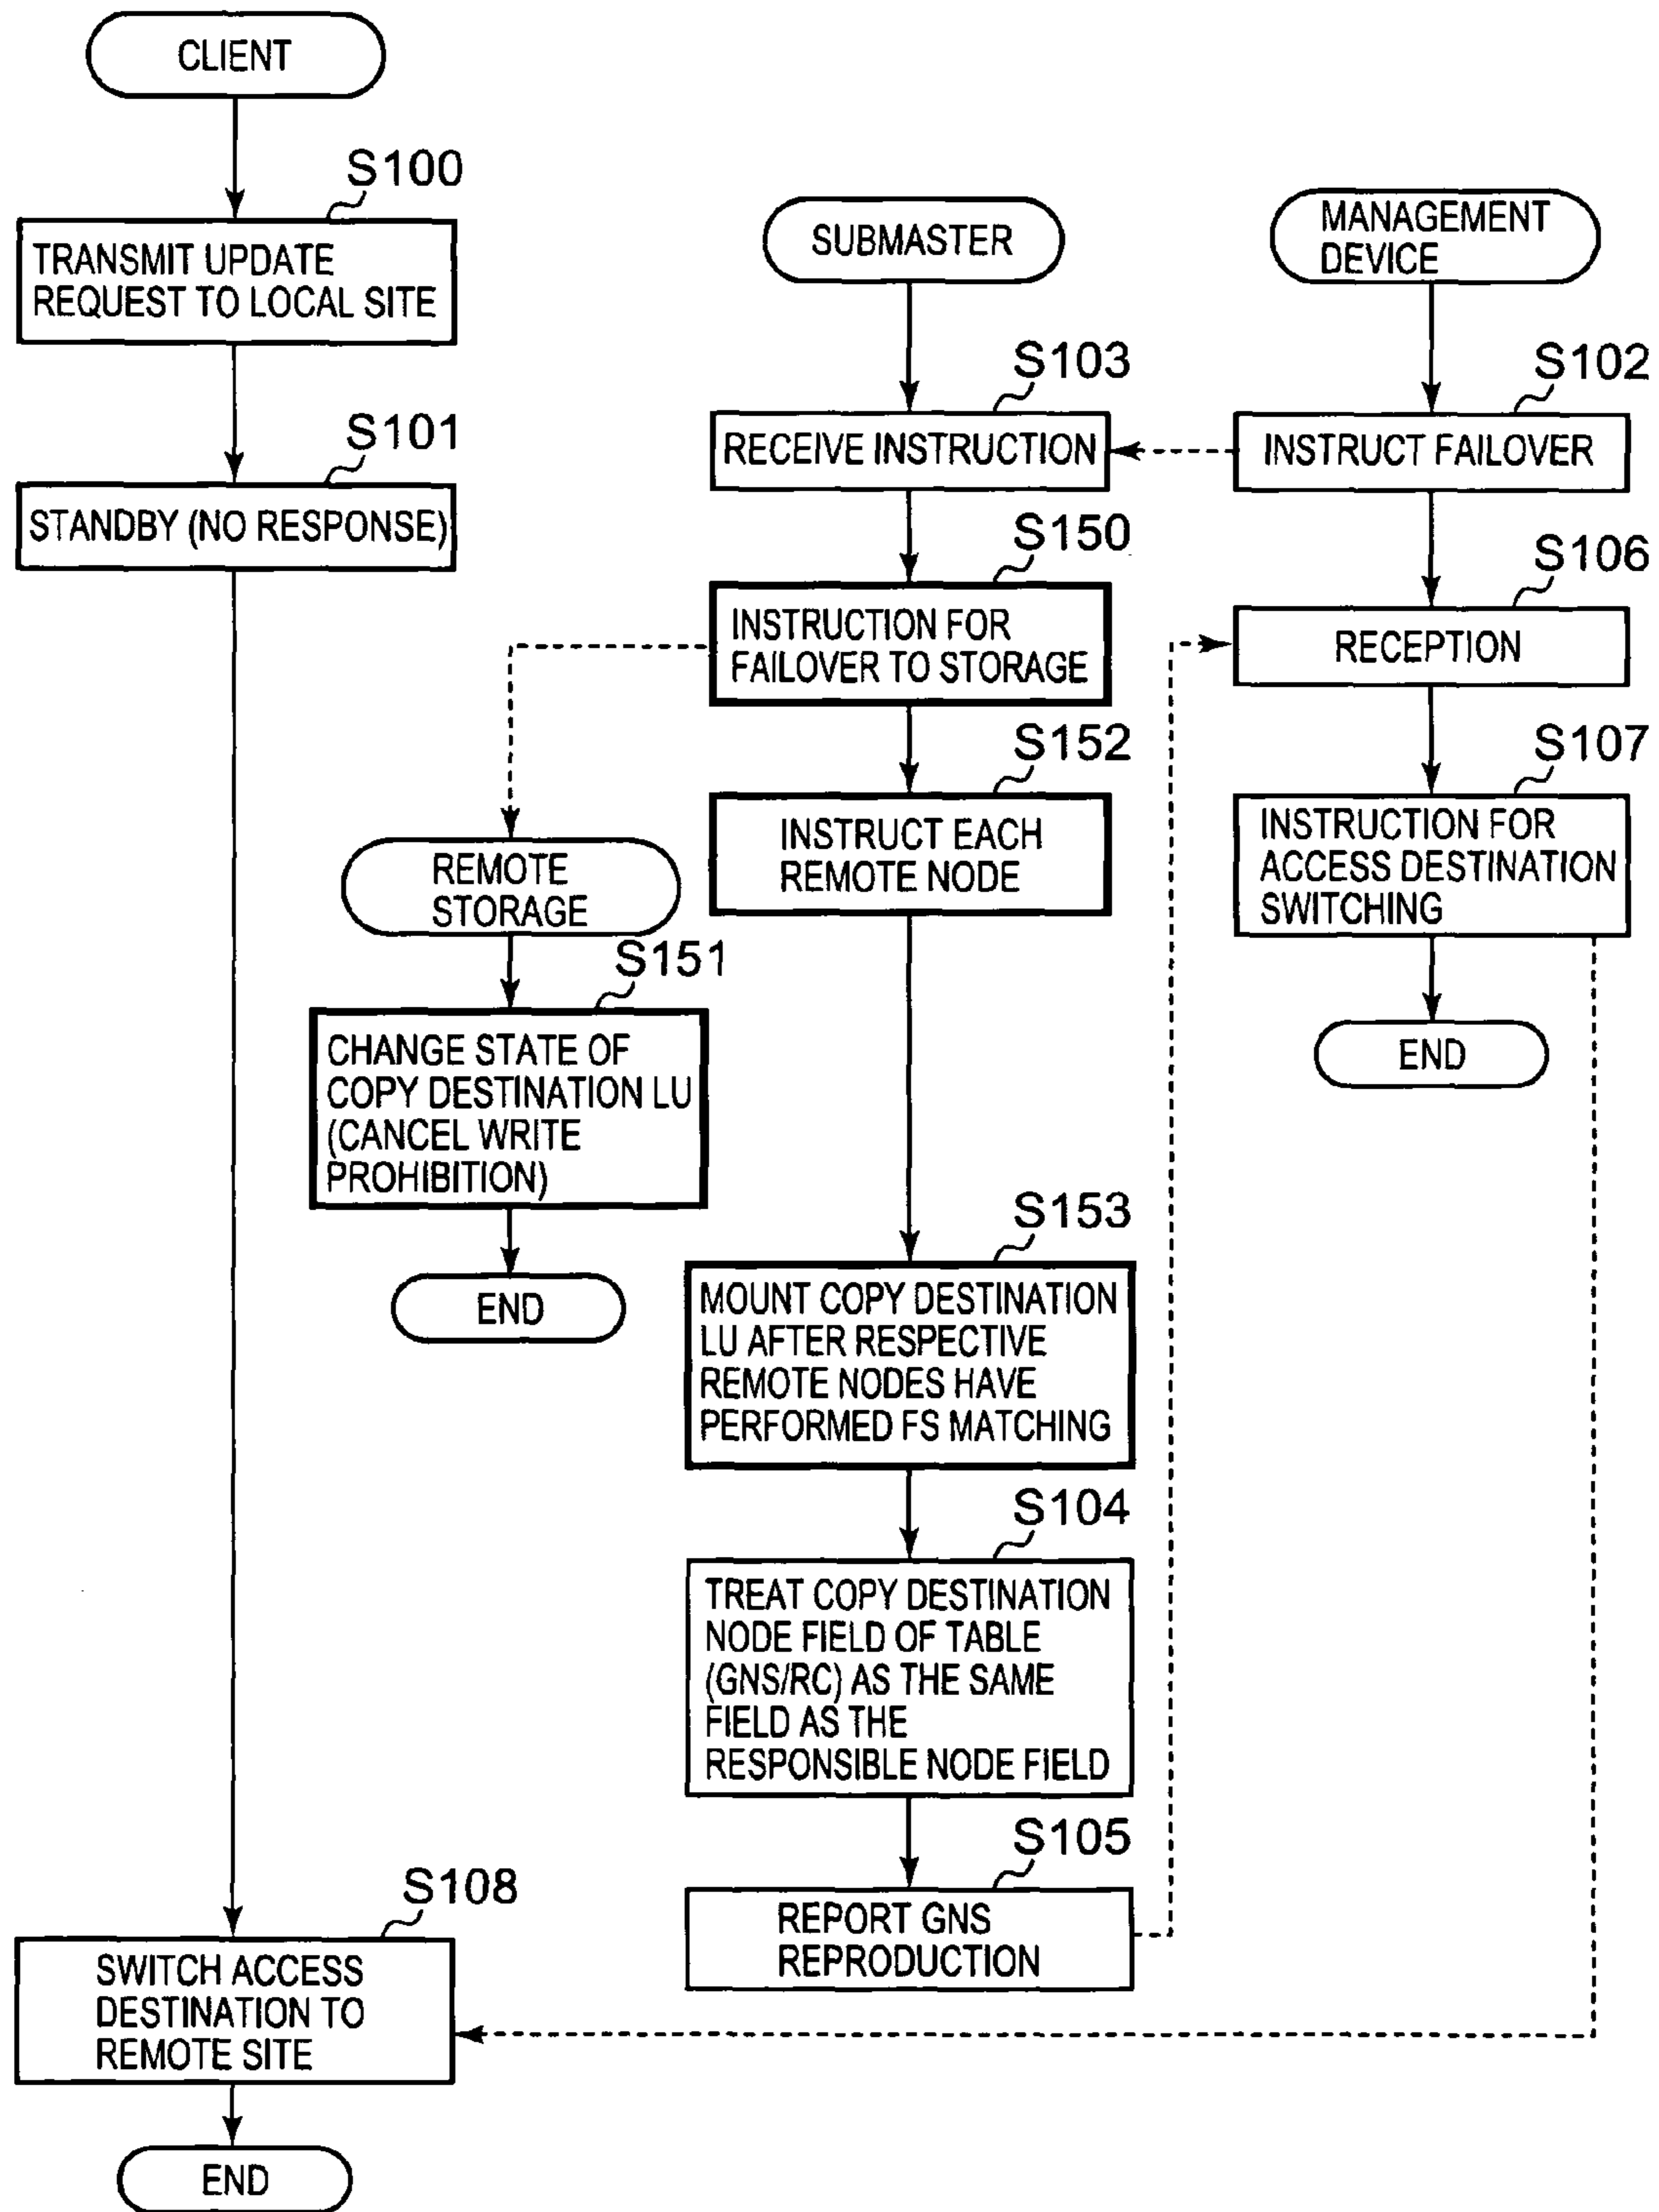 CLIENT
S100
TRANSMIT UPDATE
REQUEST TO LOCAL SITE
S101
STANDBY (NO RESPONSE)
S108
SWITCH ACCESS
DESTINATION TO
REMOTE SITE
END
REMOTE
STORAGE
S151
CHANGE STATE OF
COPY DESTINATION LU
(CANCEL WRITE
PROHIBITION)
END
SUBMASTER
S103
RECEIVE INSTRUCTION
S150
INSTRUCTION FOR
FAILOVER TO STORAGE
S152
INSTRUCT EACH
REMOTE NODE
S153
MOUNT COPY DESTINATION
LU AFTER RESPECTIVE
REMOTE NODES HAVE
PERFORMED FS MATCHING
S104
TREAT COPY DESTINATION
NODE FIELD OF TABLE
(GNS/RC) AS THE SAME
FIELD AS THE
RESPONSIBLE NODE FIELD
S105
REPORT GNS
REPRODUCTION
MANAGEMENT
DEVICE
S102
INSTRUCT FAILOVER
S106
RECEPTION
S107
INSTRUCTION FOR
ACCESS DESTINATION
SWITCHING
END